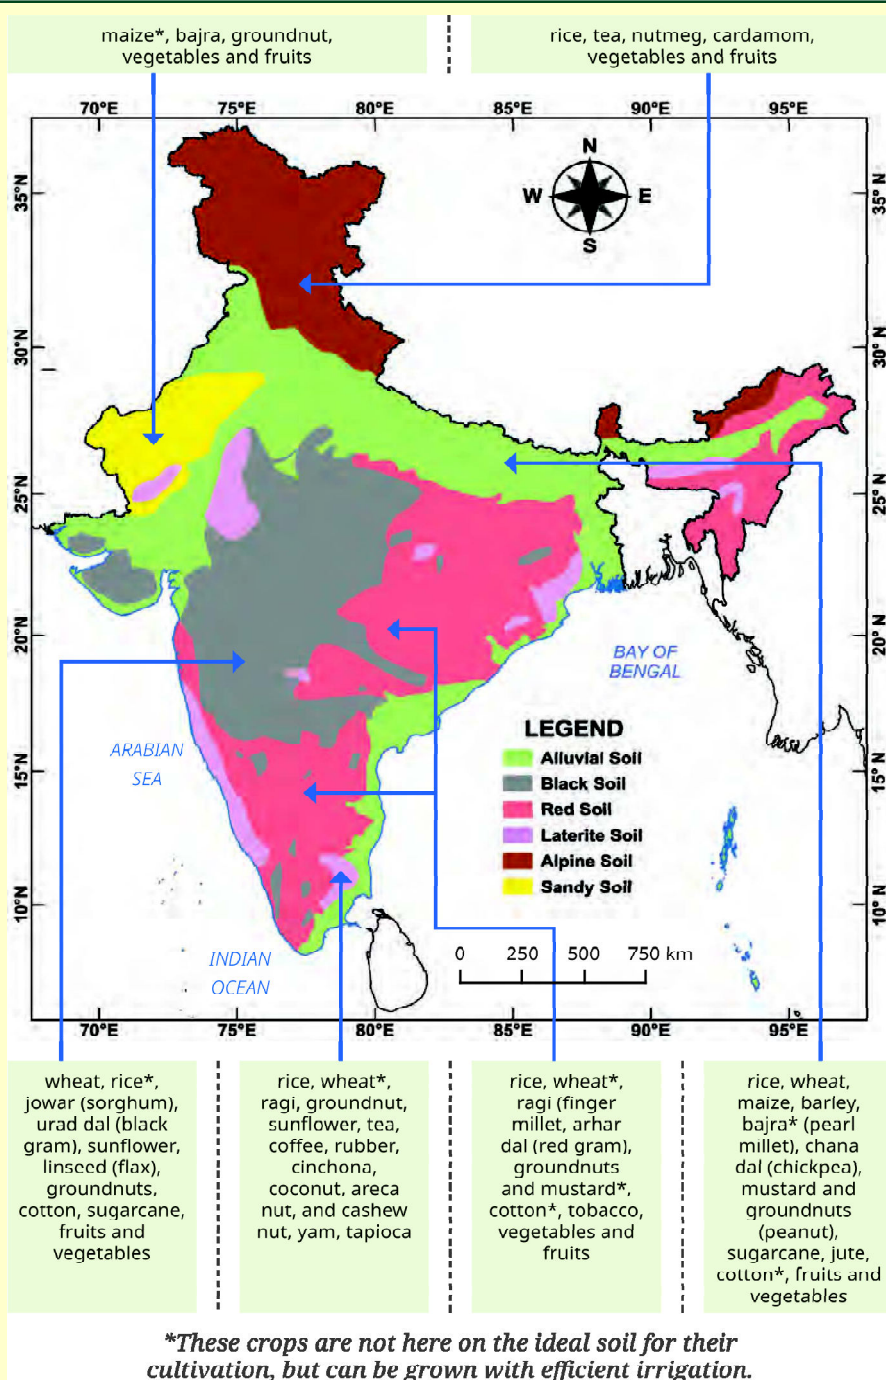 maize*, bajra, groundnut,
vegetables and fruits
rice, tea, nutmeg, cardamom,
vegetables and fruits
70°E 75°E 80°E 85°E 90°E 95°E
N
W E
S
35°N 35°N
30°N 30°N
25°N 25°N
20°N 20°N
15°N 15°N
10°N 10°N
BAY OF
BENGAL
ARABIAN
SEA
INDIAN
OCEAN
LEGEND
Alluvial Soil
Black Soil
Red Soil
Laterite Soil
Alpine Soil
Sandy Soil
0 250 500 750 km
70°E 75°E 80°E 85°E 90°E 95°E
wheat, rice*,
jowar (sorghum),
urad dal (black
gram), sunflower,
linseed (flax),
groundnuts,
cotton, sugarcane,
fruits and
vegetables
rice, wheat*,
ragi, groundnut,
sunflower, tea,
coffee, rubber,
cinchona,
coconut, areca
nut, and cashew
nut, yam, tapioca
rice, wheat*,
ragi (finger
millet, arhar
dal (red gram),
groundnuts
and mustard*,
cotton*, tobacco,
vegetables and
fruits
rice, wheat,
maize, barley,
bajra* (pearl
millet), chana
dal (chickpea),
mustard and
groundnuts
(peanut),
sugarcane, jute,
cotton*, fruits and
vegetables
*These crops are not here on the ideal soil for their
cultivation, but can be grown with efficient irrigation.